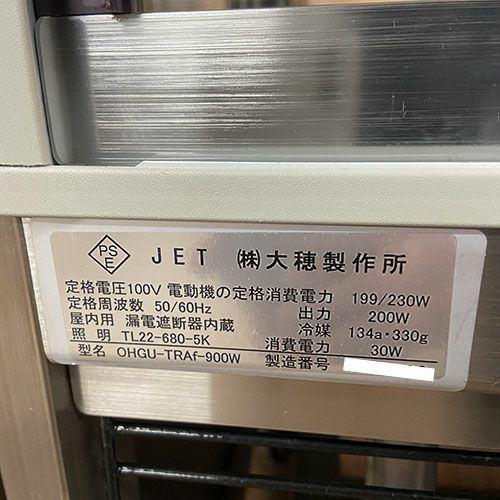 PSE JET ㈱大穂製作所
定格電圧100V 電動機の定格消費電力 199/230W
定格周波数 50/60Hz 出力 200W
屋内用 漏電遮断器内蔵 冷媒 134a・330g
照 明 TL22-680-5K 消費電力 30W
型名 OHGU-TRAf-900W 製造番号